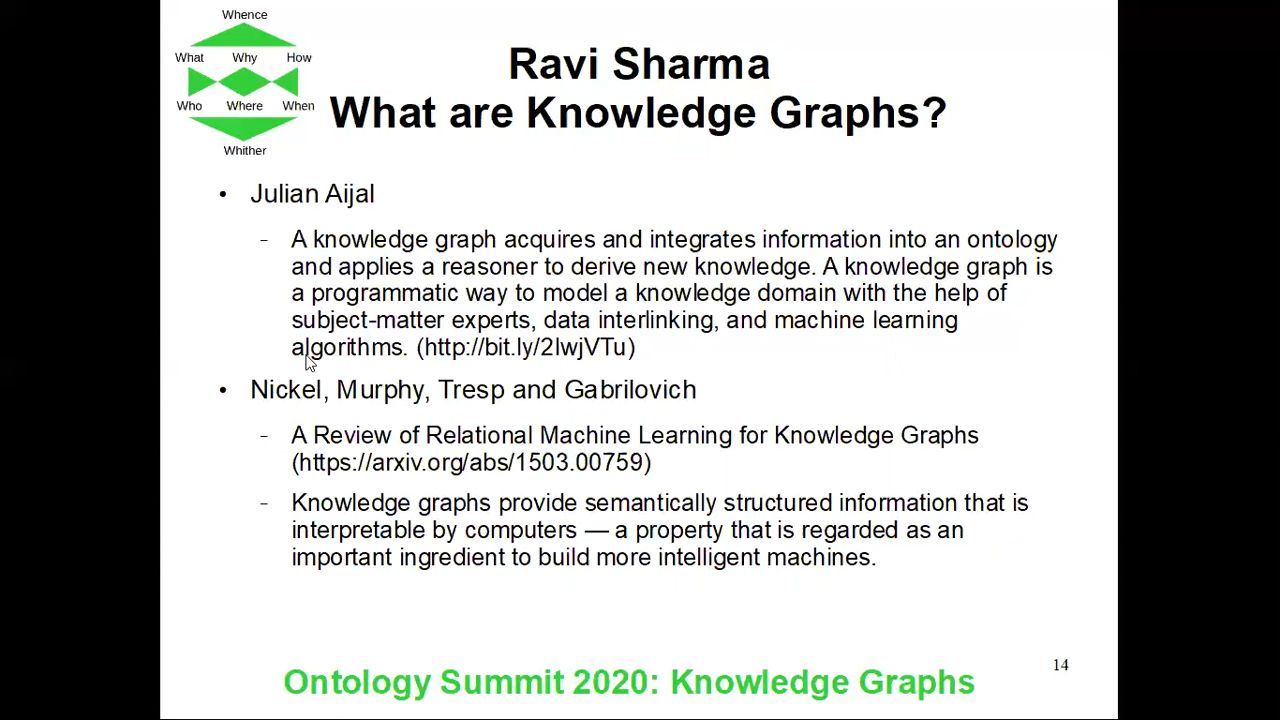 Whence
What Why How
Who Where When
Whither
Ravi Sharma
What are Knowledge Graphs?
• Julian Aijal
– A knowledge graph acquires and integrates information into an ontology
and applies a reasoner to derive new knowledge. A knowledge graph is
a programmatic way to model a knowledge domain with the help of
subject-matter experts, data interlinking, and machine learning
algorithms. (http://bit.ly/2lwjVTu)
• Nickel, Murphy, Tresp and Gabrilovich
– A Review of Relational Machine Learning for Knowledge Graphs
(https://arxiv.org/abs/1503.00759)
– Knowledge graphs provide semantically structured information that is
interpretable by computers — a property that is regarded as an
important ingredient to build more intelligent machines.
14
Ontology Summit 2020: Knowledge Graphs